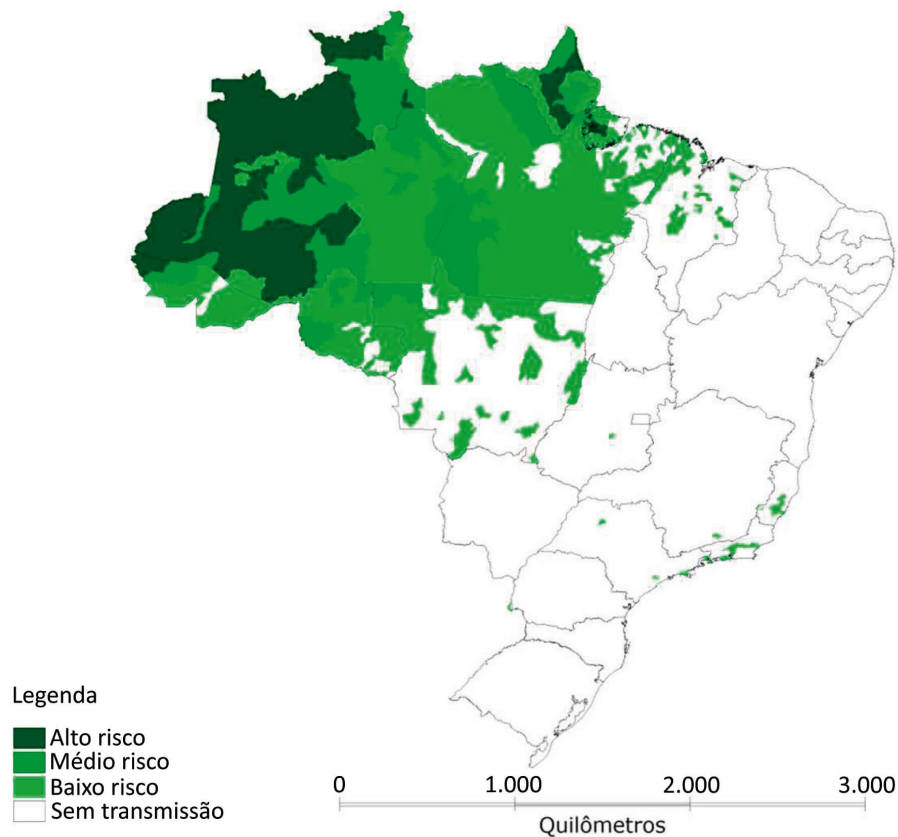 Legenda
Alto risco
Médio risco
Baixo risco
Sem transmissão
0 1.000 2.000 3.000
Quilômetros